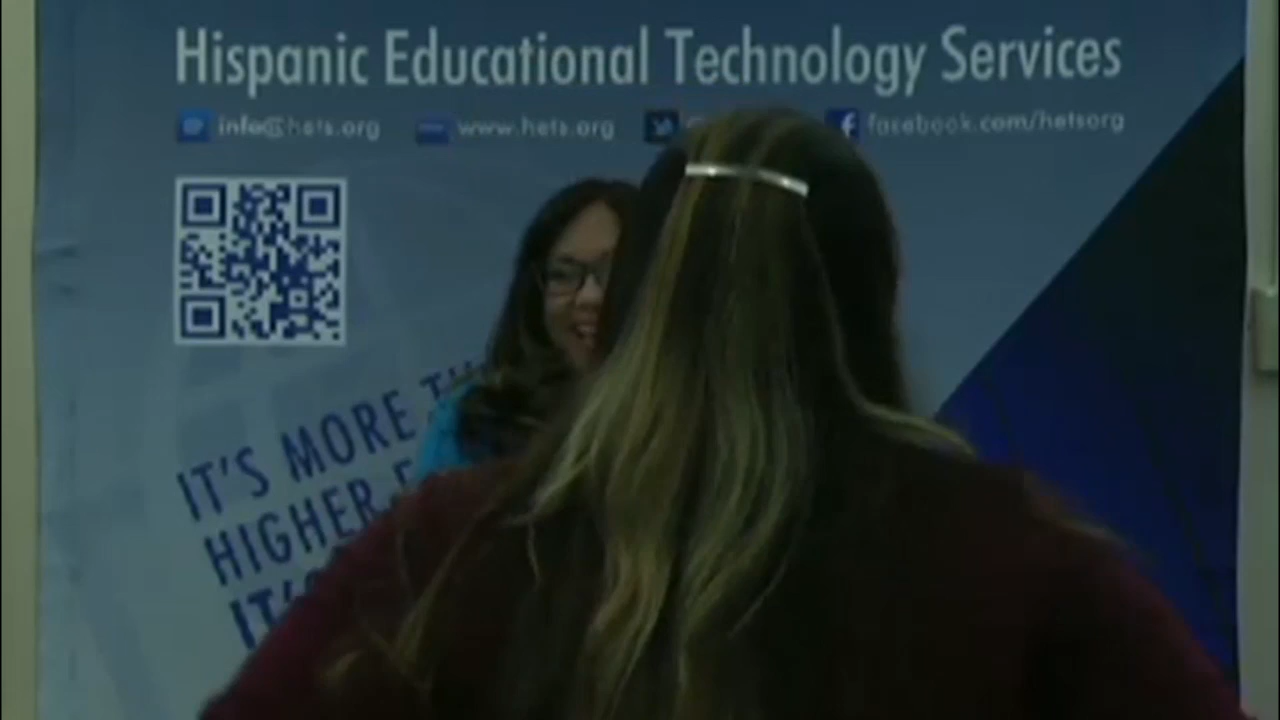 Hispanic Educational Technology Services
info@hets.org www.hets.org facebook.com/hetsorg
IT'S MORE
HIGHER